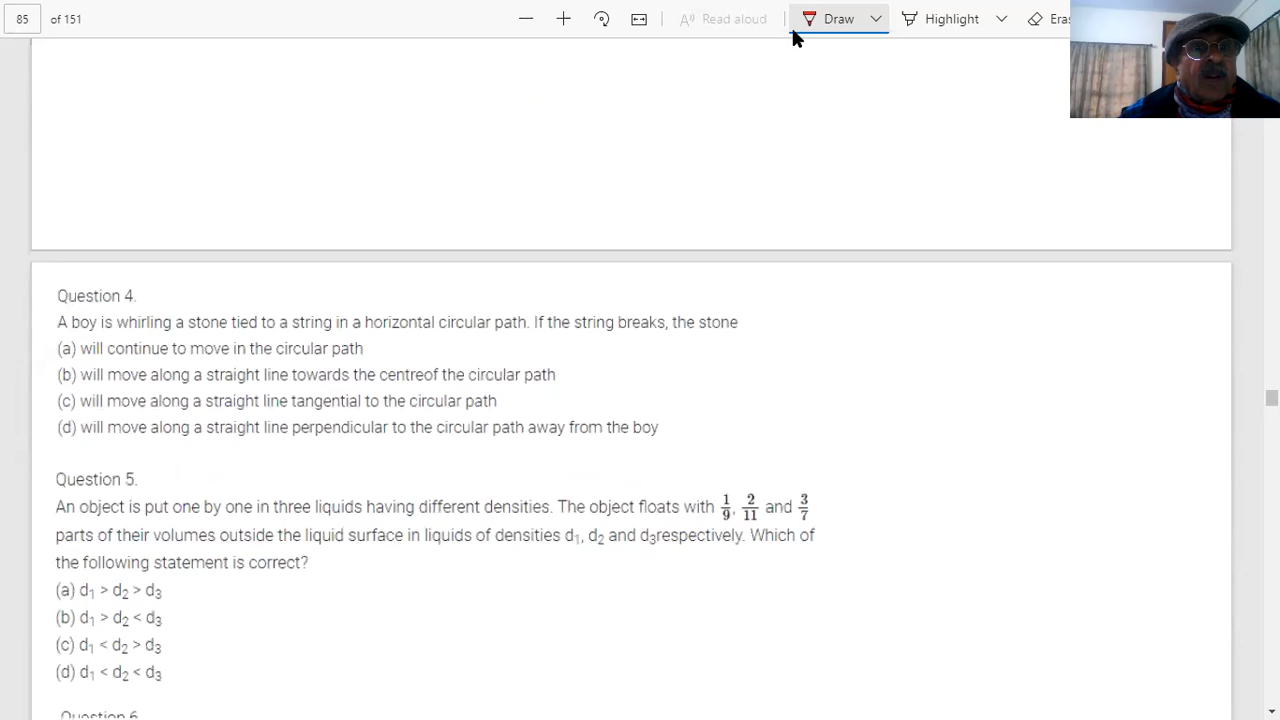 85 of 151 Read aloud Draw Highlight Eras
Question 4.
A boy is whirling a stone tied to a string in a horizontal circular path. If the string breaks, the stone
(a) will continue to move in the circular path
(b) will move along a straight line towards the centreof the circular path
(c) will move along a straight line tangential to the circular path
(d) will move along a straight line perpendicular to the circular path away from the boy
Question 5.
An object is put one by one in three liquids having different densities. The object floats with 1/9, 2/11 and 3/7
parts of their volumes outside the liquid surface in liquids of densities d₁, d₂ and d₃respectively. Which of
the following statement is correct?
(a) d₁ > d₂ > d₃
(b) d₁ > d₂ < d₃
(c) d₁ < d₂ > d₃
(d) d₁ < d₂ < d₃
Question 6